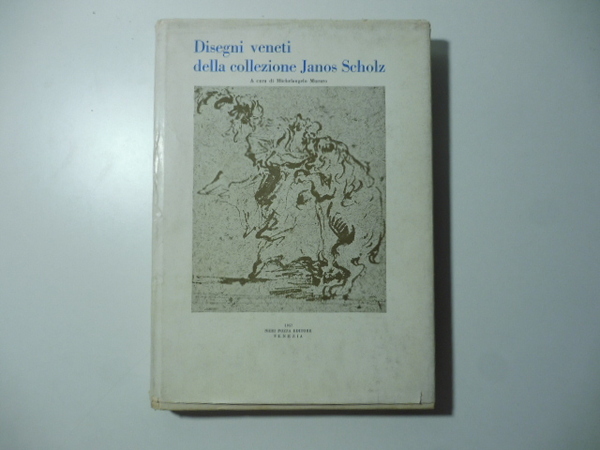 Disegni veneti
della collezione Janos Scholz
A cura di Michelangelo Muraro
NERI POZZA EDITORE
VENEZIA